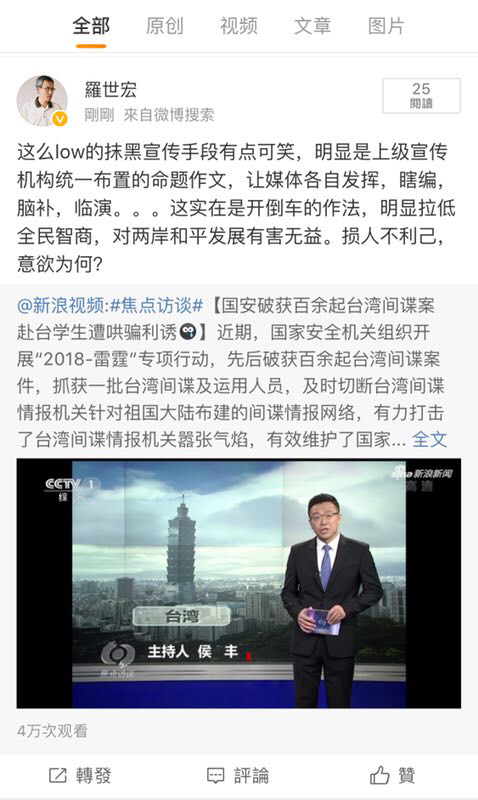 全部 原创 视频 文章 图片
羅世宏
剛剛 來自微博搜索
25
閱讀
这么low的抹黑宣传手段有点可笑，明显是上级宣传
机构统一布置的命题作文，让媒体各自发挥，瞎编，
脑补，临演。。。这实在是开倒车的作法，明显拉低
全民智商，对两岸和平发展有害无益。损人不利己，
意欲为何?
@新浪视频:#焦点访谈#【国安破获百余起台湾间谍案
赴台学生遭哄骗利诱】近期，国家安全机关组织开
展“2018-雷霆”专项行动，先后破获百余起台湾间谍案
件，抓获一批台湾间谍及运用人员，及时切断台湾间谍
情报机关针对祖国大陆布建的间谍情报网络，有力打击
了台湾间谍情报机关嚣张气焰，有效维护了国家... 全文
CCTV 1
综合
sina新浪新闻
高清
台湾
主持人 侯 丰
焦点访谈
4万次观看
轉發 評論 贊